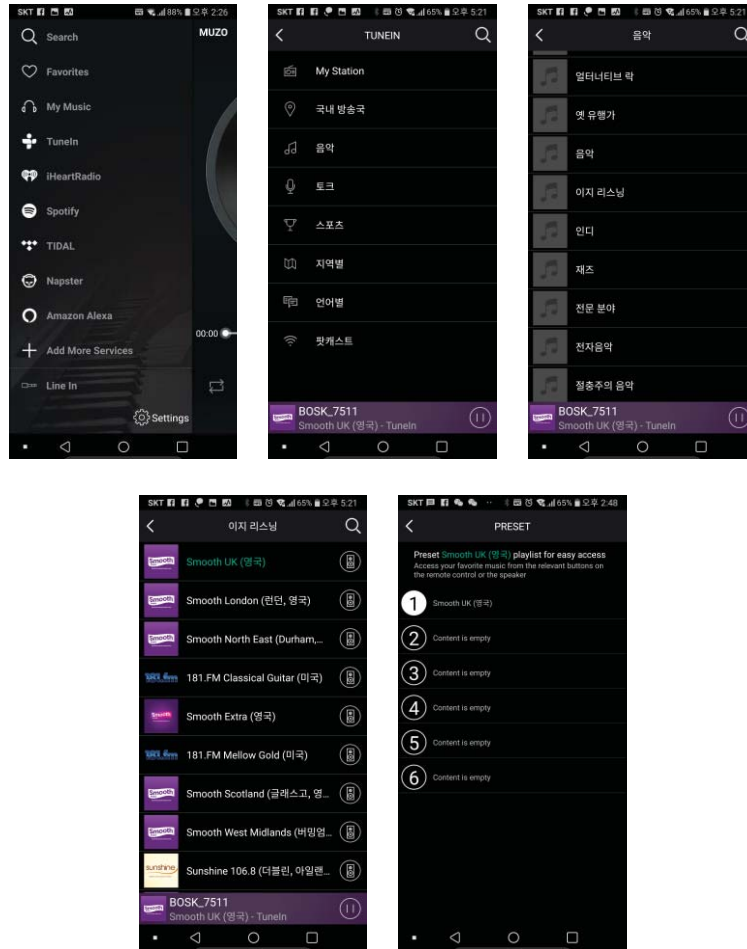 SKT 88% 오후 2:26
Search
MUZO
Favorites
My Music
TuneIn
iHeartRadio
Spotify
TIDAL
Napster
Amazon Alexa
00:00
Add More Services
Line In
Settings
SKT 65% 오후 5:21
TUNEIN
My Station
국내 방송국
음악
토크
스포츠
지역별
언어별
팟캐스트
BOSK_7511
Smooth UK (영국) - TuneIn
SKT 65% 오후 5:21
음악
얼터너티브 락
옛 유행가
음악
이지 리스닝
인디
재즈
전문 분야
전자음악
절충주의 음악
BOSK_7511
Smooth UK (영국) - TuneIn
SKT 65% 오후 5:21
이지 리스닝
Smooth UK (영국)
Smooth London (런던, 영국)
Smooth North East (Durham,...
181.FM Classical Guitar (미국)
Smooth Extra (영국)
181.FM Mellow Gold (미국)
Smooth Scotland (글래스고, 영...
Smooth West Midlands (버밍엄...
sunshine
Sunshine 106.8 (더블린, 아일랜...
BOSK_7511
Smooth UK (영국) - TuneIn
SKT 65% 오후 2:48
PRESET
Preset Smooth UK (영국) playlist for easy access
Access your favorite music from the relevant buttons on
the remote control or the speaker
1 Smooth UK (영국)
2 Content is empty
3 Content is empty
4 Content is empty
5 Content is empty
6 Content is empty